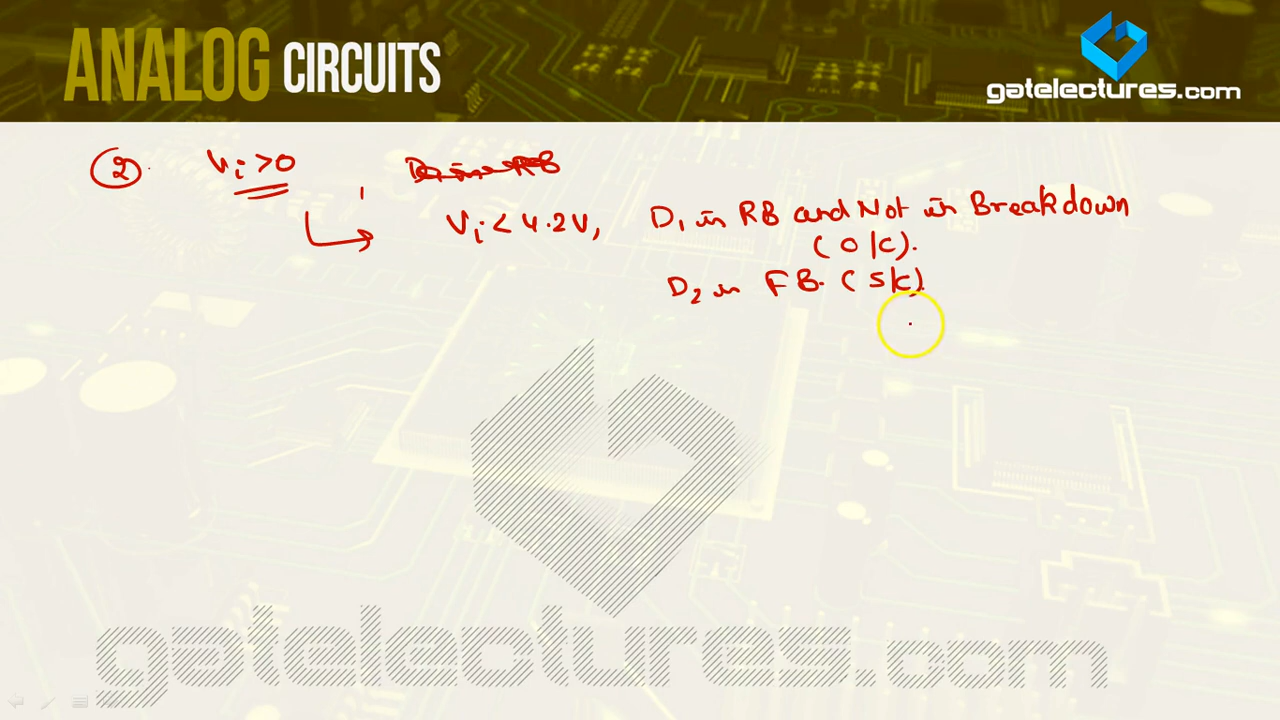 ANALOG CIRCUITS
gatelectures.com
2 Vi>0
Vi < 4.2V, D1 in RB and Not in Breakdown
(O/C).
D2 in FB. (S/C).
gatelectures.com